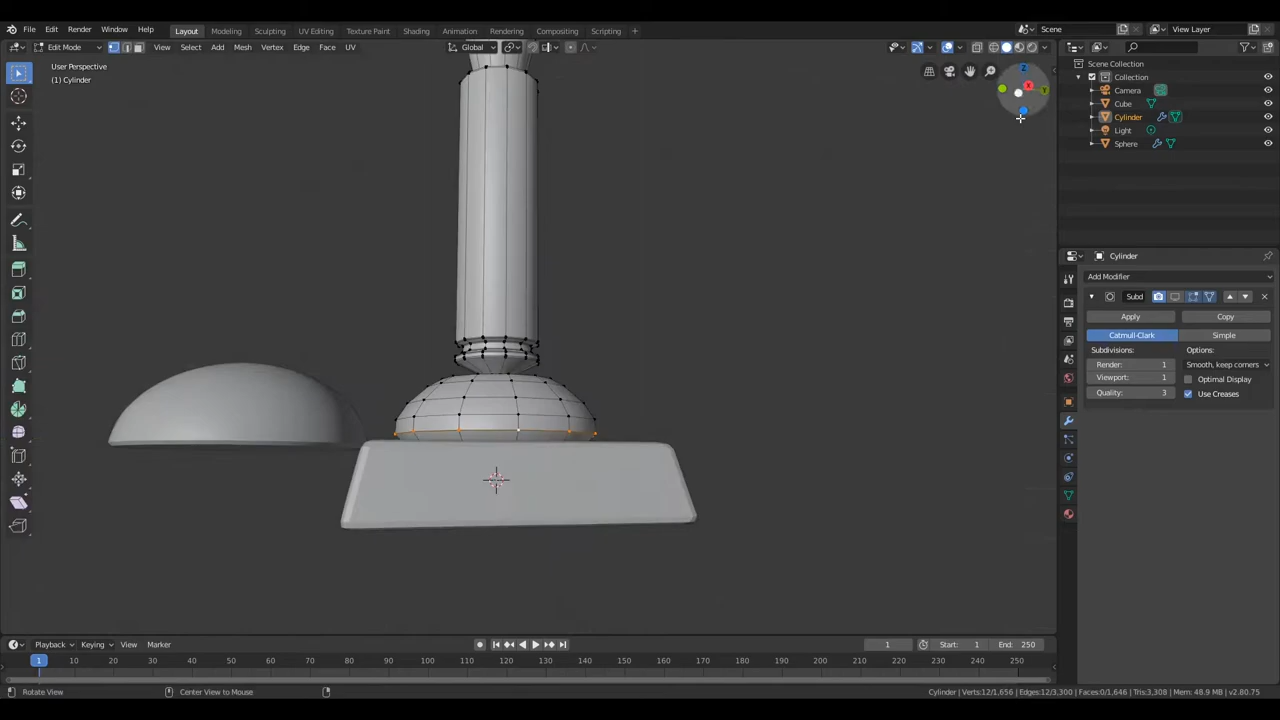 File Edit Render Window Help Layout Modeling Sculpting UV Editing Texture Paint Shading Animation Rendering Compositing Scripting Scene View Layer
Edit Mode View Select Add Mesh Vertex Edge Face UV Global
User Perspective
(1) Cylinder
X
Y
Z
Scene Collection
Collection
Camera
Cube
Cylinder
Light
Sphere
Cylinder
Add Modifier
Subd
Apply Copy
Catmull-Clark Simple
Subdivisions: Options:
Render: 1 Smooth, keep corners
Viewport: 1 Optimal Display
Quality: 3 Use Creases
Playback Keying View Marker 1 Start: 1 End: 250
1 10 20 30 40 50 60 70 80 90 100 110 120 130 140 150 160 170 180 190 200 210 220 230 240 250
Rotate View Center View to Mouse Cylinder | Verts:12/1,656 | Edges:12/3,300 | Faces:0/1,646 | Tris:3,308 | Mem: 48.9 MB | v2.80.75